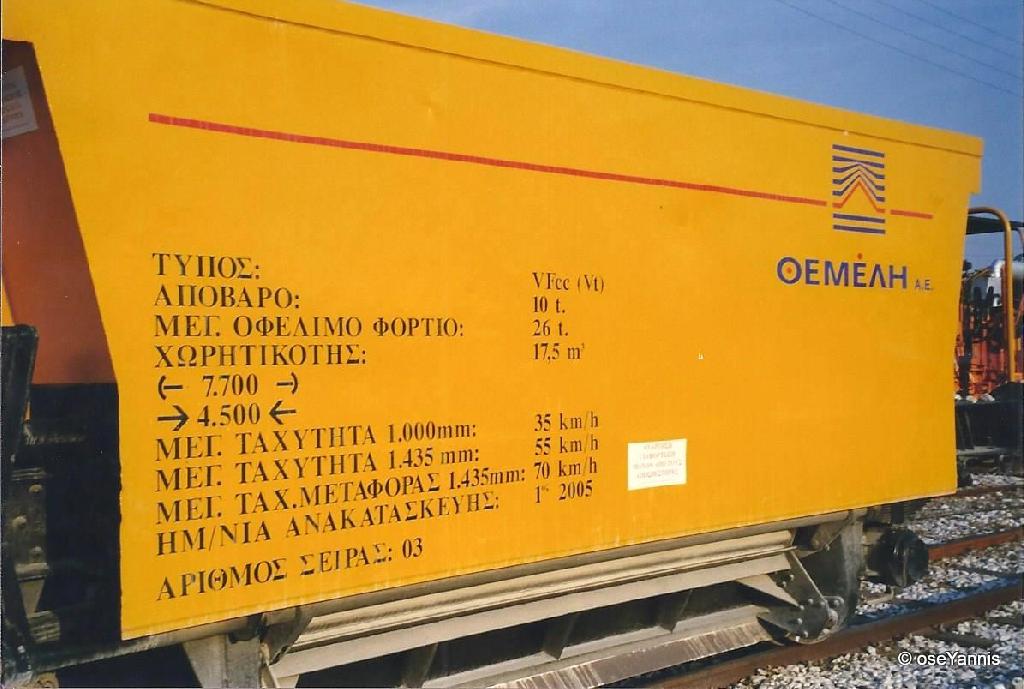 ΤΥΠΟΣ: VFcc (Vt)
ΑΠΟΒΑΡΟ: 10 t.
ΜΕΓ. ΟΦΕΛΙΜΟ ΦΟΡΤΙΟ: 26 t.
ΧΩΡΗΤΙΚΟΤΗΣ: 17,5 m³
(← 7.700 →)
→ 4.500 ←
ΜΕΓ. ΤΑΧΥΤΗΤΑ 1.000mm: 35 km/h
ΜΕΓ. ΤΑΧΥΤΗΤΑ 1.435 mm: 55 km/h
ΜΕΓ. ΤΑΧ.ΜΕΤΑΦΟΡΑΣ 1.435mm: 70 km/h
ΗΜ/ΝΙΑ ΑΝΑΚΑΤΑΣΚΕΥΗΣ: 1ος 2005
ΑΡΙΘΜΟΣ ΣΕΙΡΑΣ: 03
ΘΕΜΕΛΗ Α.Ε.
© oseYannis